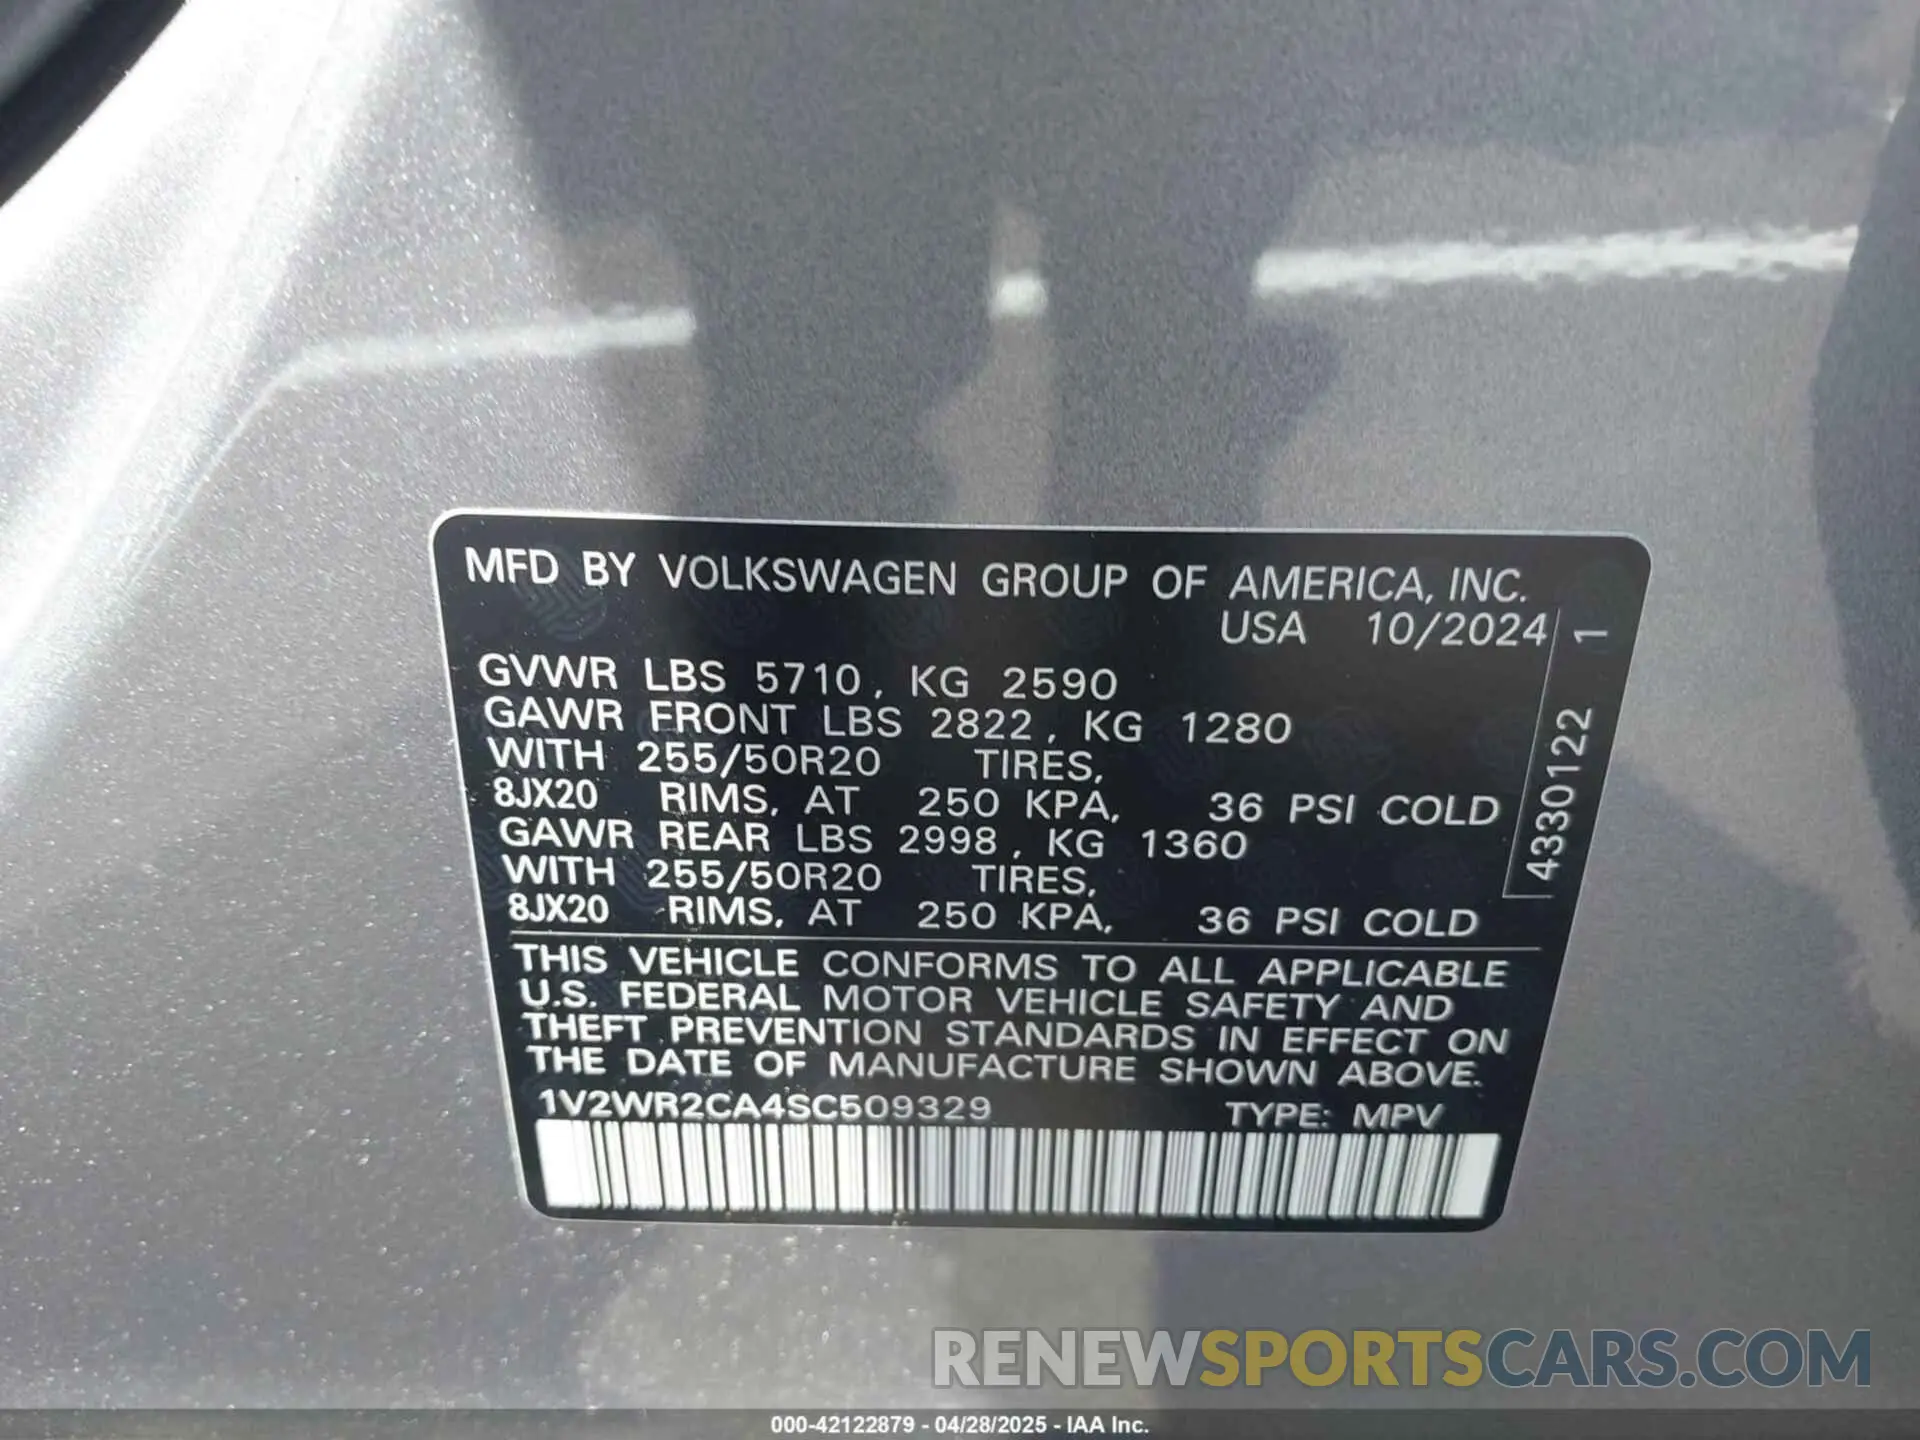 MFD BY VOLKSWAGEN GROUP OF AMERICA, INC.
USA 10/2024
GVWR LBS 5710, KG 2590
GAWR FRONT LBS 2822, KG 1280
WITH 255/50R20 TIRES,
8JX20 RIMS, AT 250 KPA, 36 PSI COLD
GAWR REAR LBS 2998, KG 1360
WITH 255/50R20 TIRES,
8JX20 RIMS, AT 250 KPA, 36 PSI COLD
4330122 1
THIS VEHICLE CONFORMS TO ALL APPLICABLE
U.S. FEDERAL MOTOR VEHICLE SAFETY AND
THEFT PREVENTION STANDARDS IN EFFECT ON
THE DATE OF MANUFACTURE SHOWN ABOVE.
1V2WR2CA4SC509329 TYPE: MPV
RENEWSPORTSCARS.COM
000-42122879 - 04/28/2025 - IAA Inc.